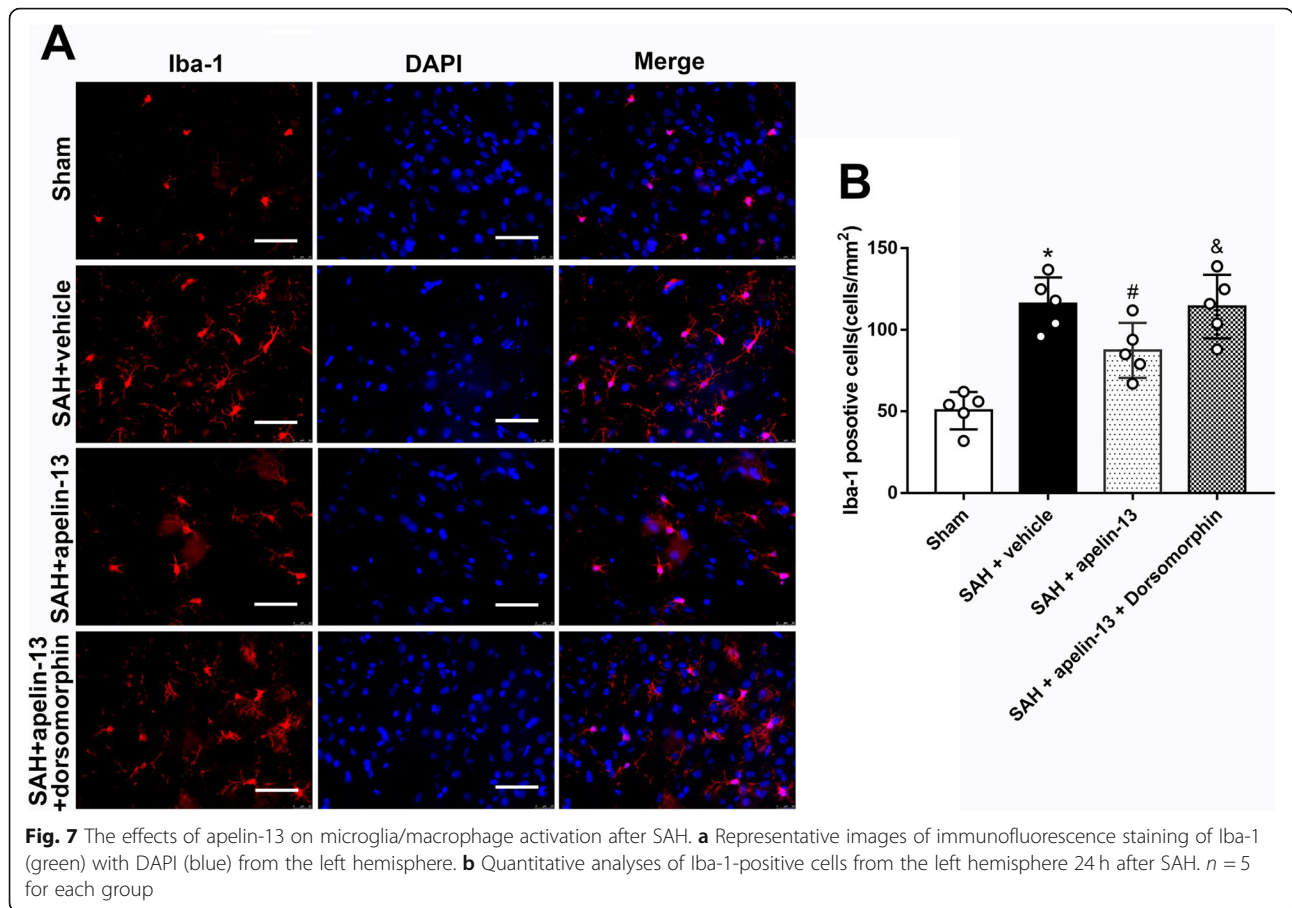 A
Iba-1 DAPI Merge
Sham
SAH+vehicle
SAH+apelin-13
SAH+apelin-13
+dorsomorphin
B
Iba-1 posotive cells(cells/mm²)
150
100
50
0
*
#
&
Sham
SAH + vehicle
SAH + apelin-13
SAH + apelin-13 + Dorsomorphin
Fig. 7 The effects of apelin-13 on microglia/macrophage activation after SAH. a Representative images of immunofluorescence staining of Iba-1
(green) with DAPI (blue) from the left hemisphere. b Quantitative analyses of Iba-1-positive cells from the left hemisphere 24 h after SAH. n = 5
for each group